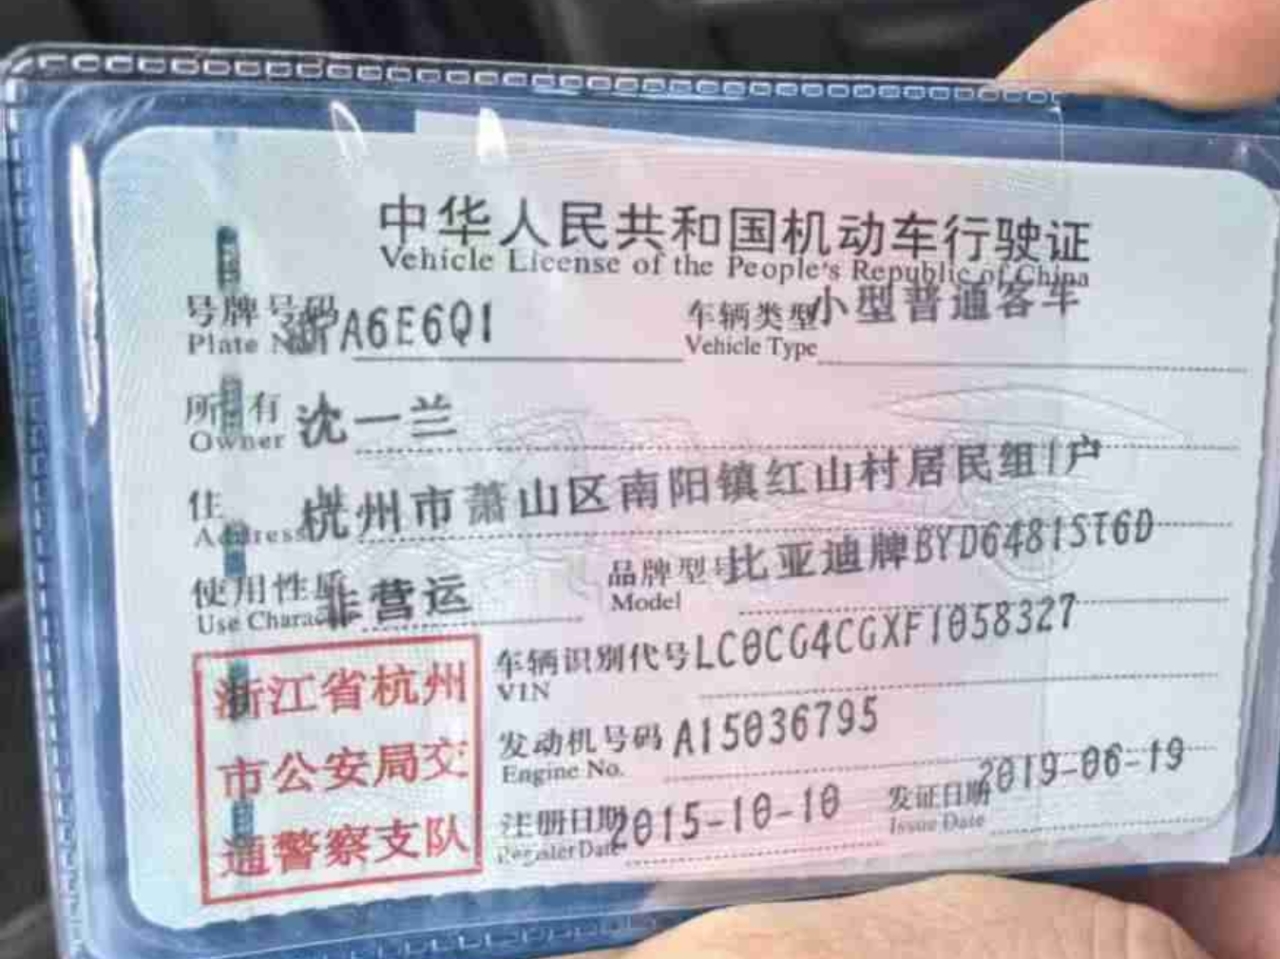 中华人民共和国机动车行驶证
Vehicle License of the People's Republic of China
号牌号码 浙A6E6Q1 车辆类型 小型普通客车
Plate No. Vehicle Type
所有 沈一兰
Owner
住 杭州市萧山区南阳镇红山村居民组1户
Address
使用性质 非营运 品牌型号 比亚迪牌BYD6481ST6D
Use Character Model
车辆识别代号 LC0CG4CGXF1058327
VIN
发动机号码 A15036795
Engine No.
注册日期 2015-10-10 发证日期 2019-06-19
Register Date Issue Date
浙江省杭州
市公安局交
通警察支队